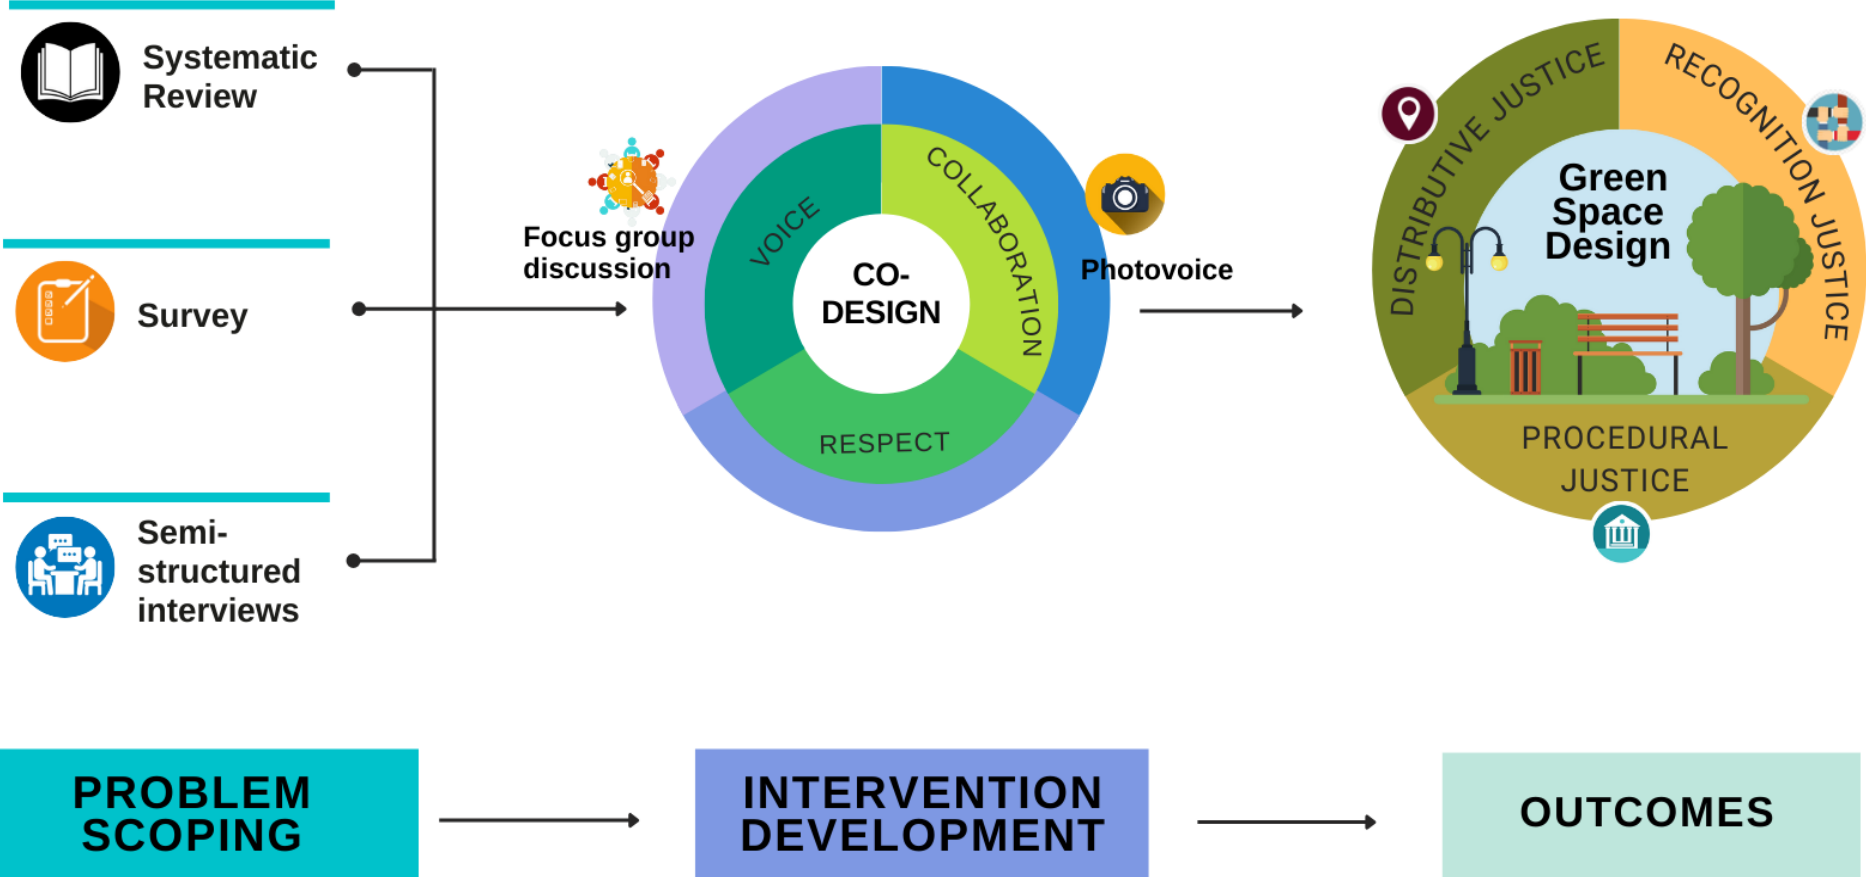 Systematic
Review
Survey
Semi-
structured
interviews
Focus group
discussion
VOICE
COLLABORATION
RESPECT
CO-
DESIGN
Photovoice
DISTRIBUTIVE JUSTICE
RECOGNITION JUSTICE
Green
Space
Design
PROCEDURAL
JUSTICE
PROBLEM
SCOPING
INTERVENTION
DEVELOPMENT
OUTCOMES